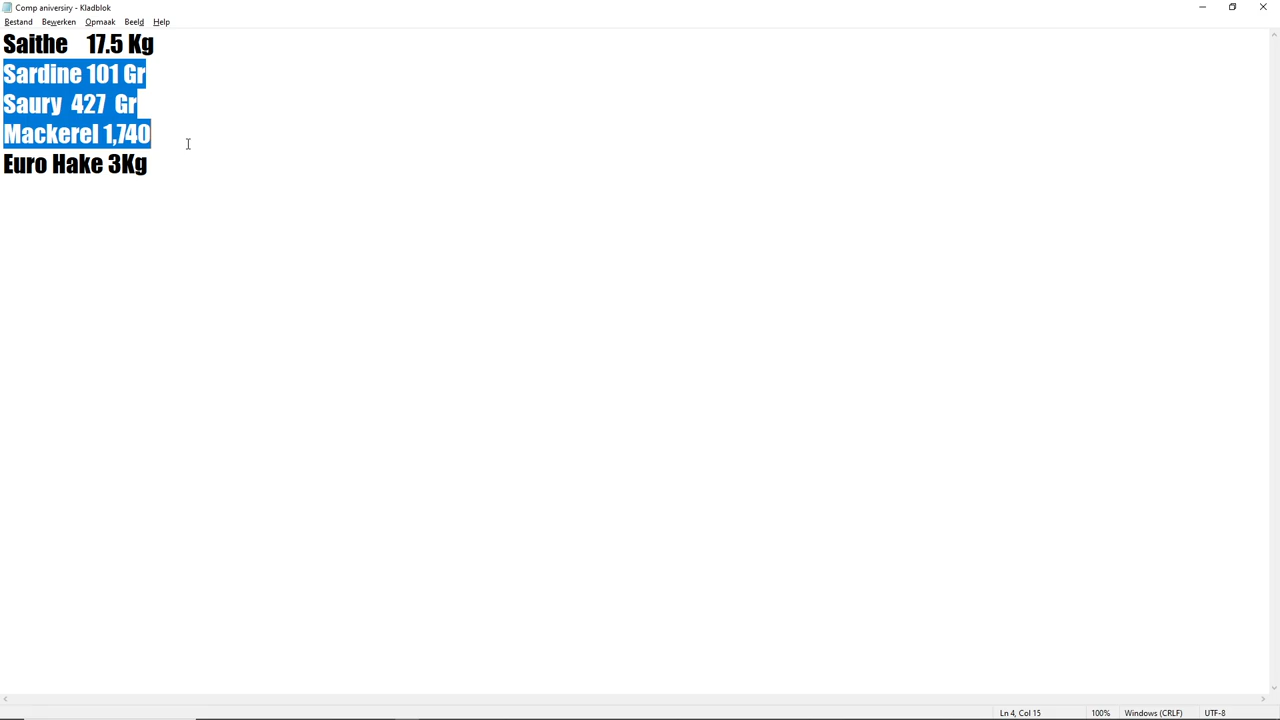 Comp aniversiry - Kladblok
Bestand Bewerken Opmaak Beeld Help
Saithe 17.5 Kg
Sardine 101 Gr
Saury 427 Gr
Mackerel 1,740
Euro Hake 3Kg
Ln 4, Col 15 100% Windows (CRLF) UTF-8